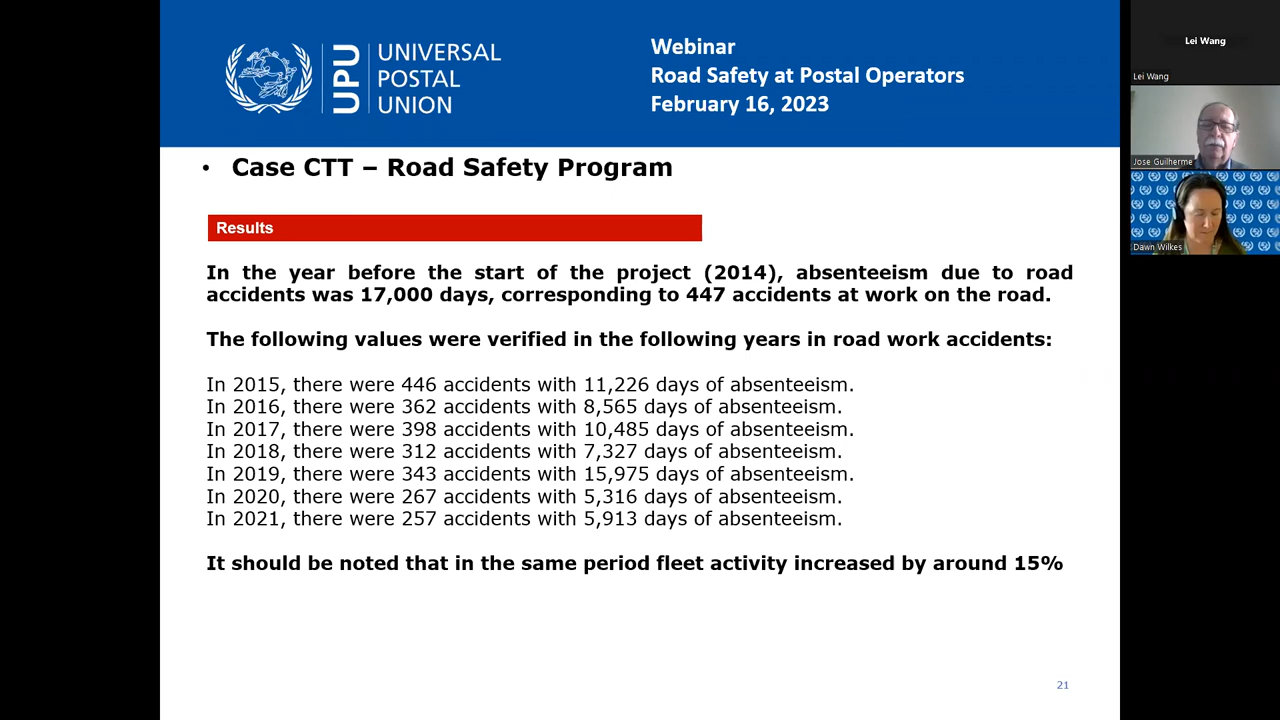 UPU
UNIVERSAL
POSTAL
UNION
Webinar
Road Safety at Postal Operators
February 16, 2023
• Case CTT – Road Safety Program
Results
In the year before the start of the project (2014), absenteeism due to road
accidents was 17,000 days, corresponding to 447 accidents at work on the road.
The following values were verified in the following years in road work accidents:
In 2015, there were 446 accidents with 11,226 days of absenteeism.
In 2016, there were 362 accidents with 8,565 days of absenteeism.
In 2017, there were 398 accidents with 10,485 days of absenteeism.
In 2018, there were 312 accidents with 7,327 days of absenteeism.
In 2019, there were 343 accidents with 15,975 days of absenteeism.
In 2020, there were 267 accidents with 5,316 days of absenteeism.
In 2021, there were 257 accidents with 5,913 days of absenteeism.
It should be noted that in the same period fleet activity increased by around 15%
21
Lei Wang
Lei Wang
Jose Guilherme
Dawn Wilkes